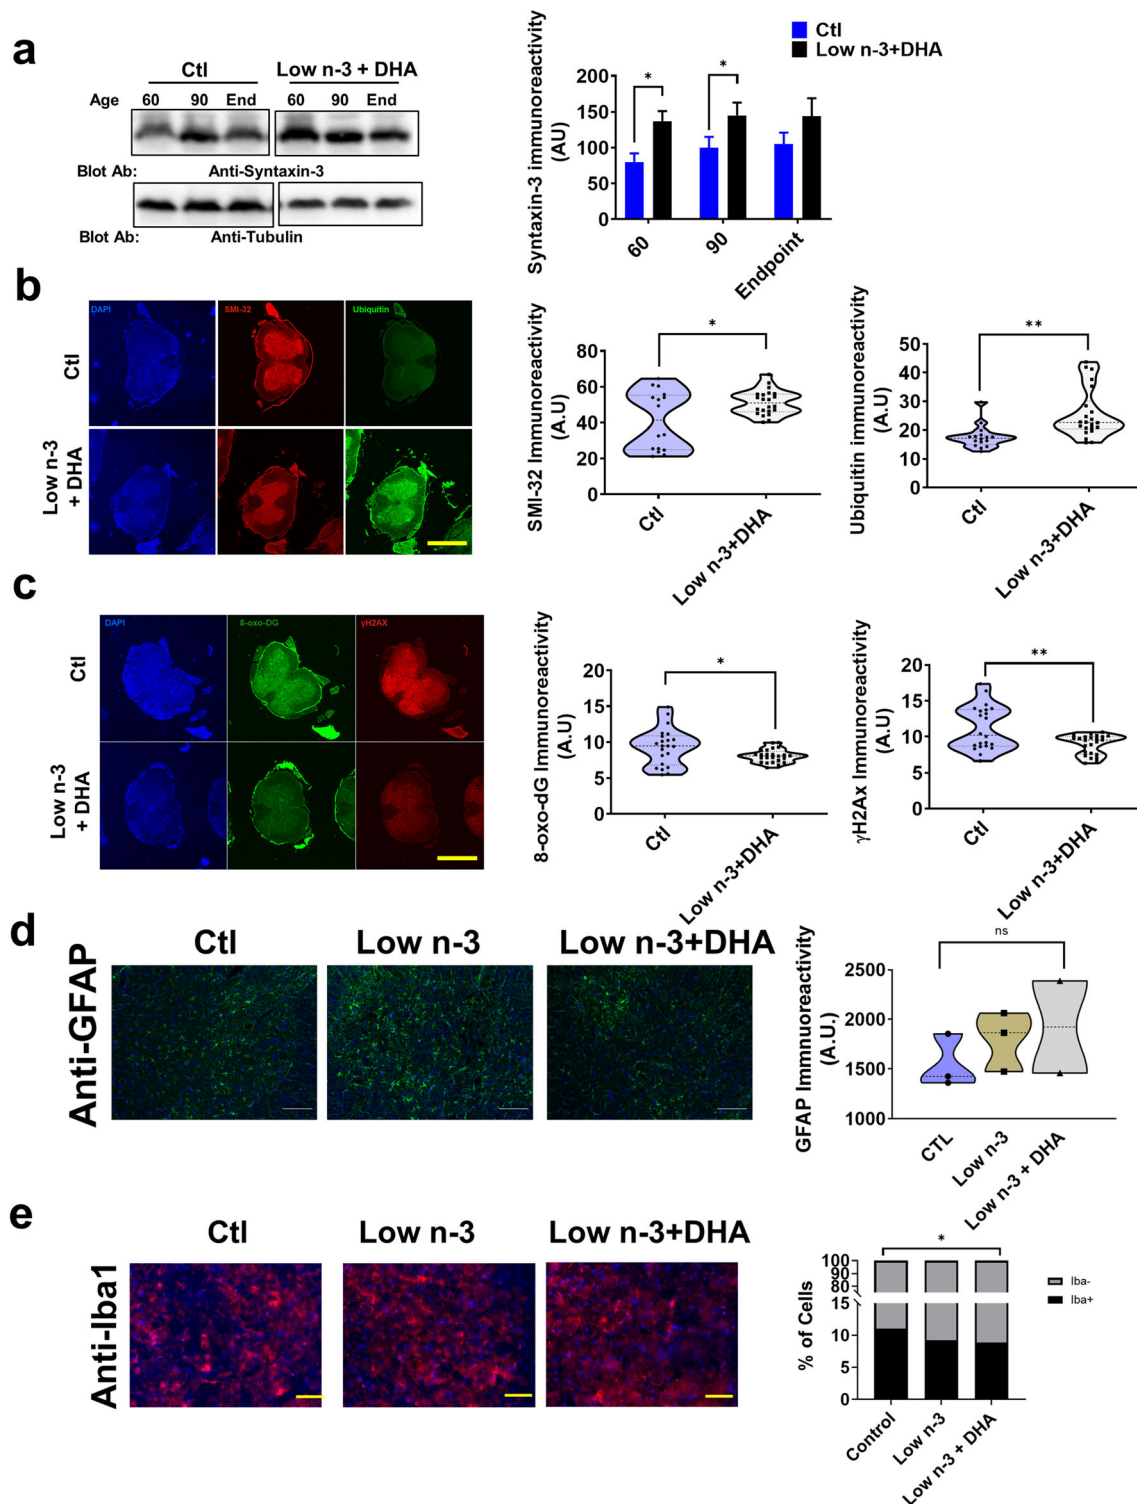 a
Ctl Low n-3 + DHA
Age 60 90 End 60 90 End
Blot Ab: Anti-Syntaxin-3
Blot Ab: Anti-Tubulin
Ctl
Low n-3+DHA
Syntaxin-3 immunoreactivity
(AU)
200
150
100
50
0
* *
60 90 Endpoint
b
DAPI SMI-32 Ubiquitin
Ctl
Low n-3
+ DHA
SMI-32 Immunoreactivity
(A.U)
80
60
40
20
0
*
Ctl Low n-3+DHA
Ubiquitin immunoreactivity
(A.U)
50
40
30
20
10
0
**
Ctl Low n-3+DHA
c
DAPI 8-oxo-DG γH2AX
Ctl
Low n-3
+ DHA
8-oxo-dG Immunoreactivity
(A.U)
20
15
10
5
0
*
Ctl Low n-3+DHA
γH2Ax Immunoreactivity
(A.U)
20
15
10
5
0
**
Ctl Low n-3+DHA
d
Ctl Low n-3 Low n-3+DHA
Anti-GFAP
GFAP Immnuoreactivity
(A.U.)
2500
2000
1500
1000
ns
CTL Low n-3 Low n-3 + DHA
e
Ctl Low n-3 Low n-3+DHA
Anti-Iba1
% of Cells
100
90
80
15
10
5
0
*
Iba-
Iba+
Control Low n-3 Low n-3 + DHA